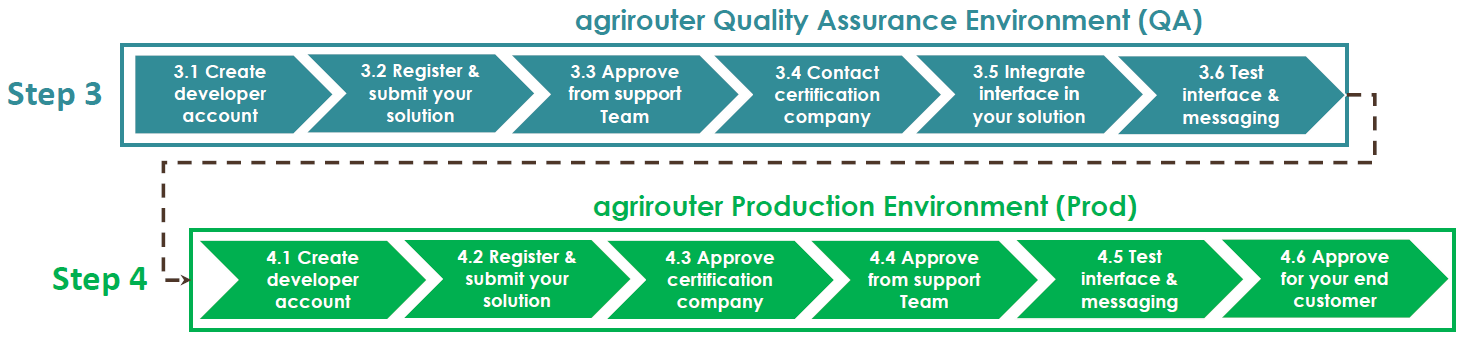 agrirouter Quality Assurance Environment (QA)
Step 3
3.1 Create
developer
account
3.2 Register &
submit your
solution
3.3 Approve
from support
Team
3.4 Contact
certification
company
3.5 Integrate
interface in
your solution
3.6 Test
interface &
messaging
agrirouter Production Environment (Prod)
Step 4
4.1 Create
developer
account
4.2 Register &
submit your
solution
4.3 Approve
certification
company
4.4 Approve
from support
Team
4.5 Test
interface &
messaging
4.6 Approve
for your end
customer